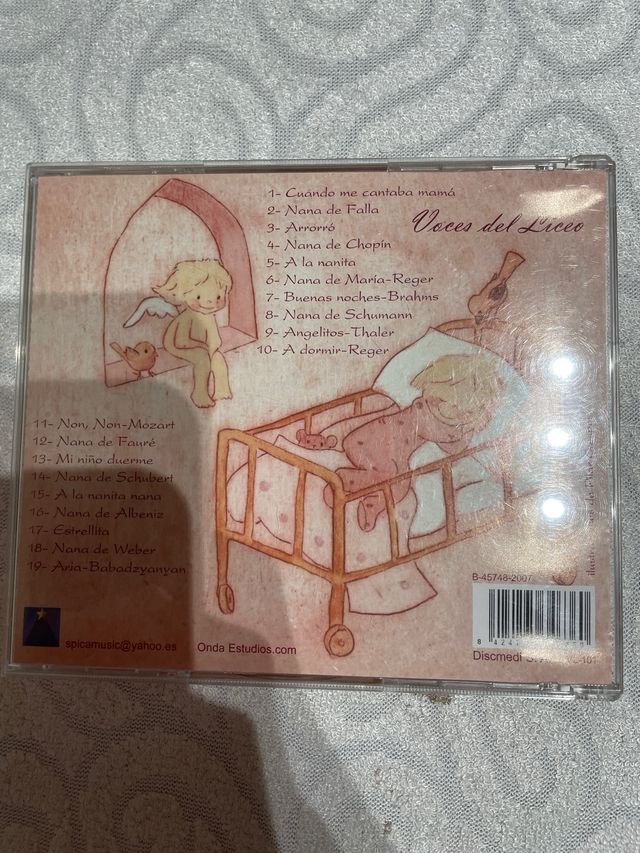 1- Cuándo me cantaba mamá
2- Nana de Falla
3- Arrorró
4- Nana de Chopín
5- A la nanita
6- Nana de María-Reger
7- Buenas noches-Brahms
8- Nana de Schumann
9- Angelitos-Thaler
10- A dormir-Reger
Voces del Liceo
11- Non, Non-Mozart
12- Nana de Fauré
13- Mi niño duerme
14- Nana de Schubert
15- A la nanita nana
16- Nana de Albeniz
17- Estrellita
18- Nana de Weber
19- Aria-Babadzyanyan
spicamusic@yahoo.es
Onda Estudios.com
B-45748-2007
Discmedi